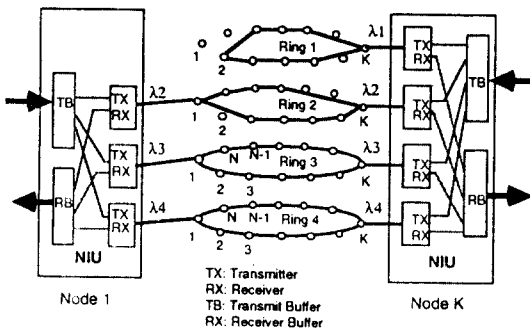 λ1
Ring 1
1
2
K
TX
RX
TB
λ2
TX
RX
λ2
Ring 2
1
2
K
TX
RX
TB
λ3
TX
RX
λ3
N
N-1
Ring 3
1
2
3
K
TX
RX
RB
λ4
TX
RX
λ4
N
N-1
Ring 4
1
2
3
K
TX
RX
RB
NIU
NIU
Node 1
Node K
TX: Transmitter
RX: Receiver
TB: Transmit Buffer
RX: Receiver Buffer